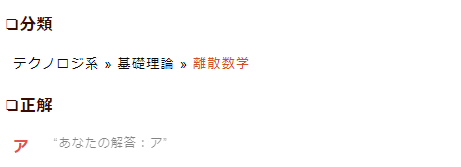 ❏分類
テクノロジ系 » 基礎理論 » 離散数学
❏正解
ア “あなたの解答：ア”